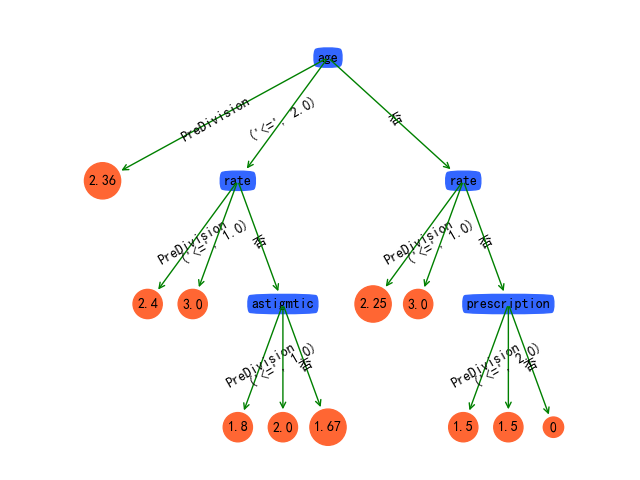 age
PreDivision
('<=', 2.0)
否
2.36
rate
rate
PreDivision
('<=', 1.0)
否
PreDivision
('<=', 1.0)
否
2.4
3.0
astigmtic
2.25
3.0
prescription
PreDivision
('<=', 1.0)
否
PreDivision
('<=', 2.0)
否
1.8
2.0
1.67
1.5
1.5
0